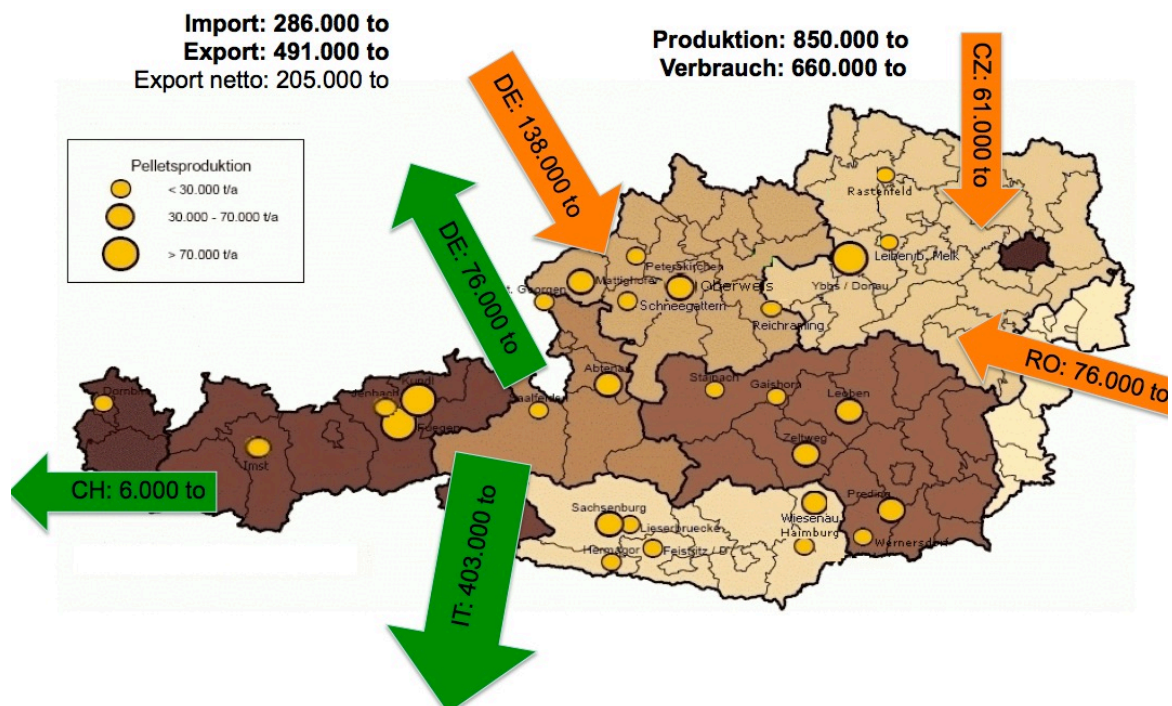 Import: 286.000 to
Export: 491.000 to
Export netto: 205.000 to
Produktion: 850.000 to
Verbrauch: 660.000 to
DE: 138.000 to
CZ: 61.000 to
DE: 76.000 to
RO: 76.000 to
CH: 6.000 to
IT: 403.000 to
Pelletsproduktion
< 30.000 t/a
30.000 - 70.000 t/a
> 70.000 t/a
Rastenfeld
Leiben b. Melk
Ybbs / Donau
Peterskirchen
Mattighofen
Oberweis
Georgen
Schneegattern
Reichraming
Abtenau
Stainach
Gaishorn
Leoben
Kundl
Jenbach
Fuegen
Saalfelden
Imst
Zeltweg
Preding
Sachsenburg
Lieserbruecke
Wiesenau
Haimburg
Wernersdorf
Hermagor
Feistritz / D